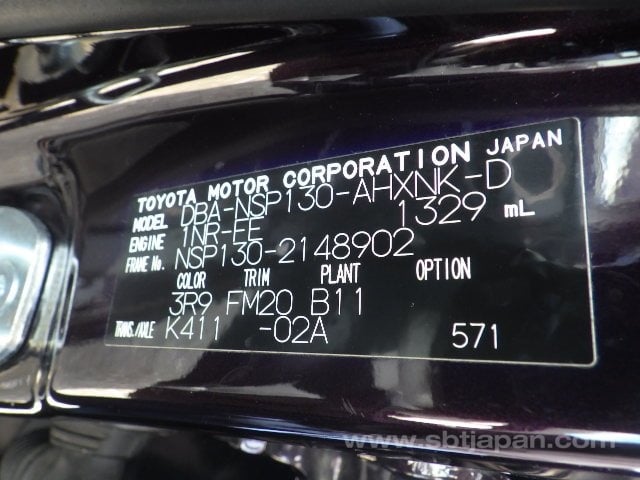 TOYOTA MOTOR CORPORATION JAPAN
MODEL DBA-NSP130-AHXNK-D
ENGINE 1NR-FE 1329 mL
FRAME No. NSP130-2148902
COLOR TRIM PLANT OPTION
3R9 FM20 B11
TRANS./AXLE K411 -02A 571
www.sbtjapan.com